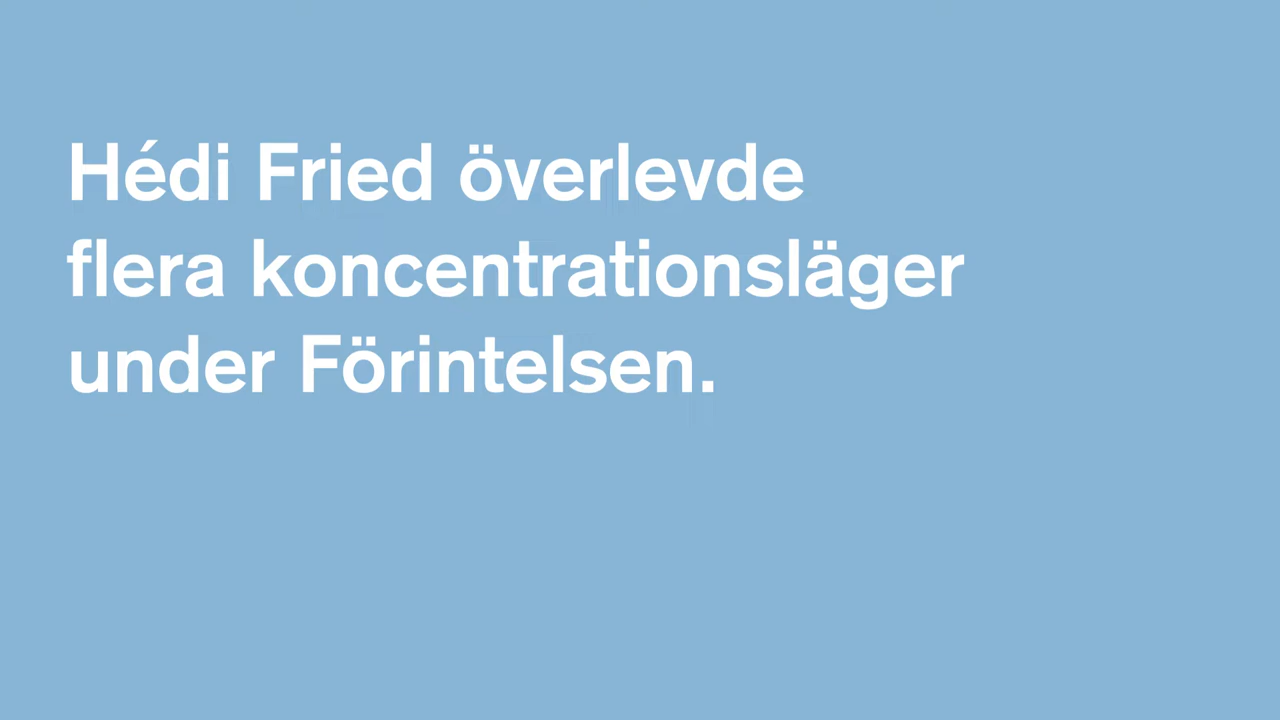 Hédi Fried överlevde
flera koncentrationsläger
under Förintelsen.